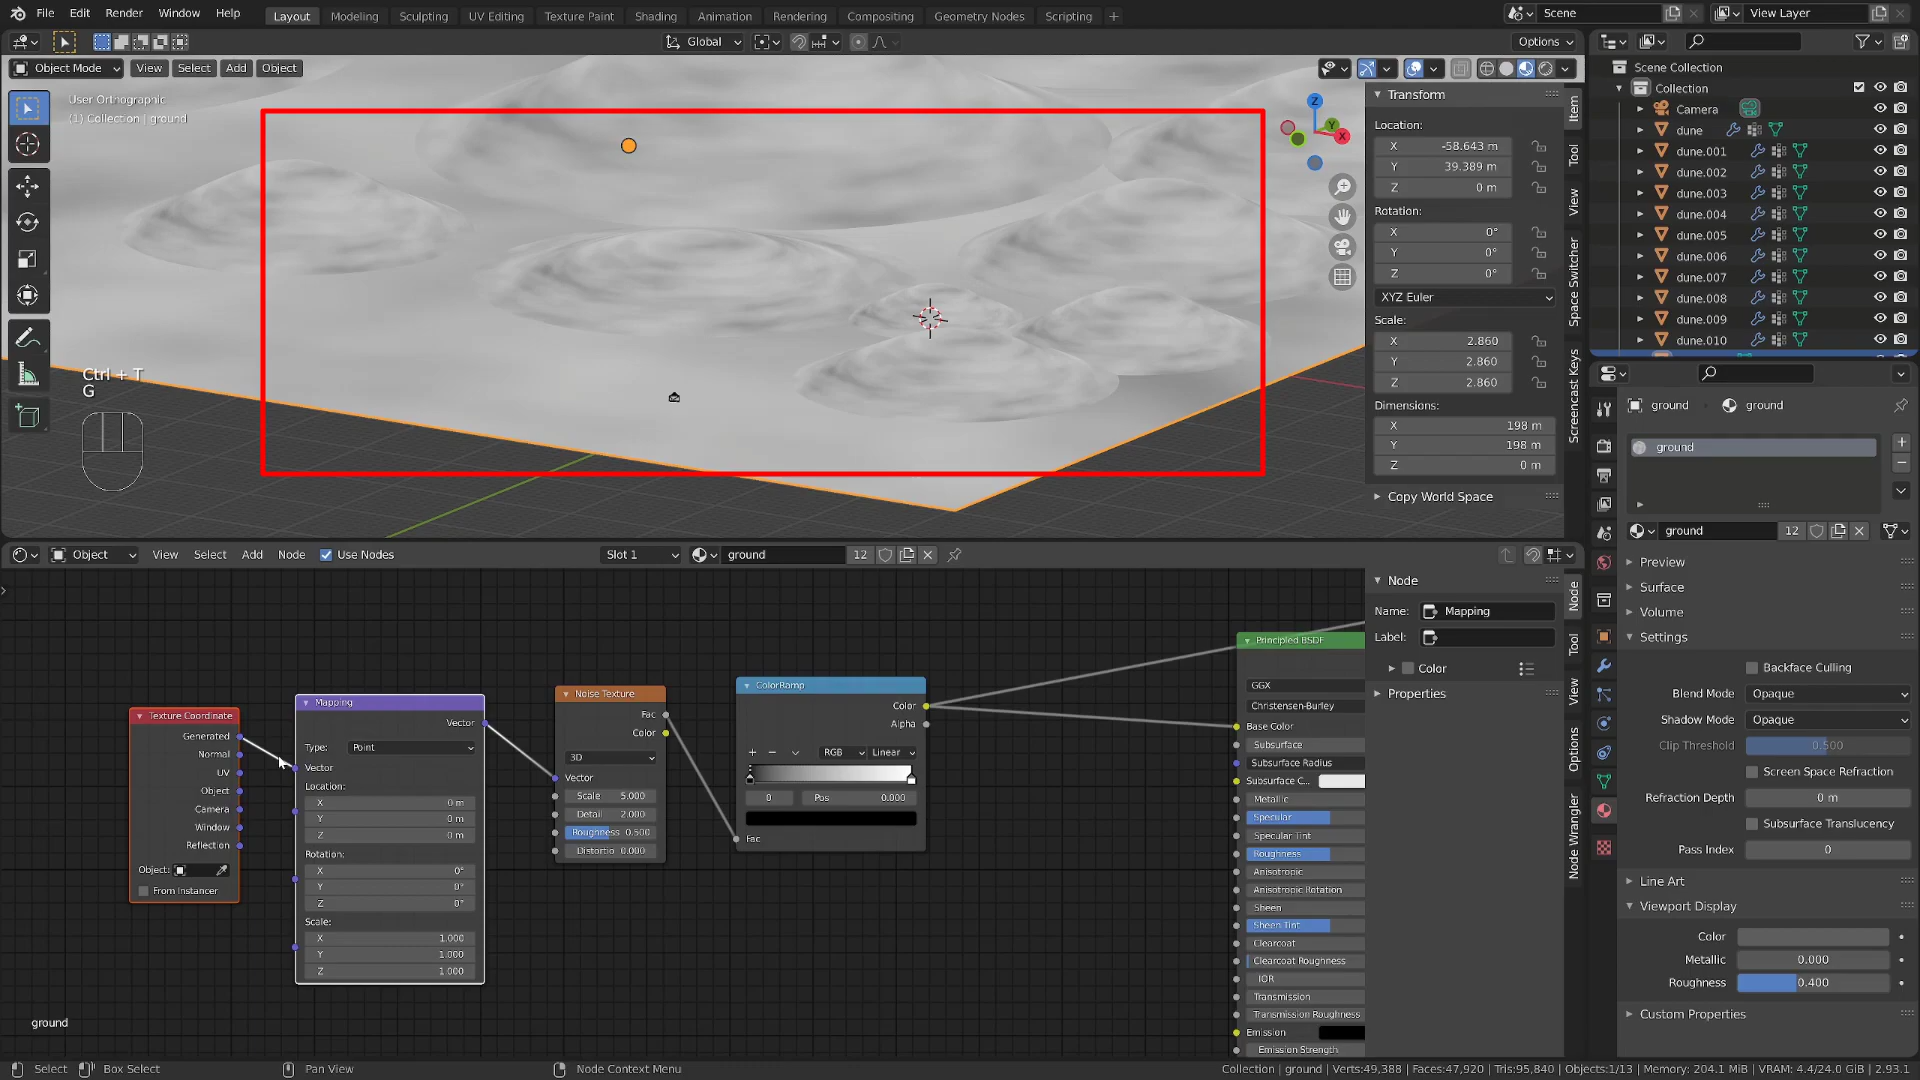 File Edit Render Window Help
Layout Modeling Sculpting UV Editing Texture Paint Shading Animation Rendering Compositing Geometry Nodes Scripting
Scene
View Layer
Global
Options
Object Mode View Select Add Object
User Orthographic
(1) Collection | ground
Ctrl + T
G
Z
Y
X
Transform
Location:
X -58.643 m
Y 39.389 m
Z 0 m
Rotation:
X 0°
Y 0°
Z 0°
XYZ Euler
Scale:
X 2.860
Y 2.860
Z 2.860
Dimensions:
X 198 m
Y 198 m
Z 0 m
Copy World Space
Item
Tool
View
Space Switcher
Screencast Keys
Scene Collection
Collection
Camera
dune
dune.001
dune.002
dune.003
dune.004
dune.005
dune.006
dune.007
dune.008
dune.009
dune.010
ground ground
ground
ground 12
Preview
Surface
Volume
Settings
Backface Culling
Blend Mode Opaque
Shadow Mode Opaque
Clip Threshold 0.500
Screen Space Refraction
Refraction Depth 0 m
Subsurface Translucency
Pass Index 0
Line Art
Viewport Display
Color
Metallic 0.000
Roughness 0.400
Custom Properties
Object View Select Add Node Use Nodes Slot 1 ground 12
Texture Coordinate
Generated
Normal
UV
Object
Camera
Window
Reflection
Object:
From Instancer
Mapping
Vector
Type: Point
Vector
Location:
X 0 m
Y 0 m
Z 0 m
Rotation:
X 0°
Y 0°
Z 0°
Scale:
X 1.000
Y 1.000
Z 1.000
Noise Texture
Fac
Color
3D
Vector
Scale 5.000
Detail 2.000
Roughness 0.500
Distortio 0.000
ColorRamp
Color
Alpha
RGB Linear
0 Pos 0.000
Fac
Principled BSDF
GGX
Christensen-Burley
Base Color
Subsurface
Subsurface Radius
Subsurface C...
Metallic
Specular
Specular Tint
Roughness
Anisotropic
Anisotropic Rotation
Sheen
Sheen Tint
Clearcoat
Clearcoat Roughness
IOR
Transmission
Transmission Roughness
Emission
Emission Strength
Node
Name: Mapping
Label:
Color
Properties
Node
Tool
View
Options
Node Wrangler
ground
Select Box Select Pan View Node Context Menu
Collection | ground | Verts:49,388 | Faces:47,920 | Tris:95,840 | Objects:1/13 | Memory: 204.1 MiB | VRAM: 4.4/24.0 GiB | 2.93.1